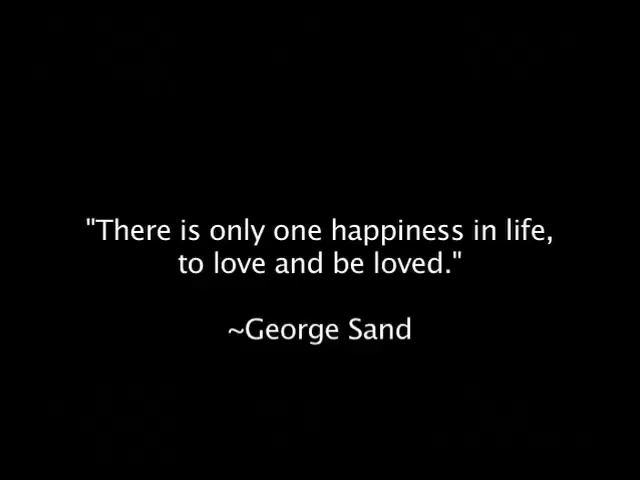 "There is only one happiness in life,
to love and be loved."
~George Sand